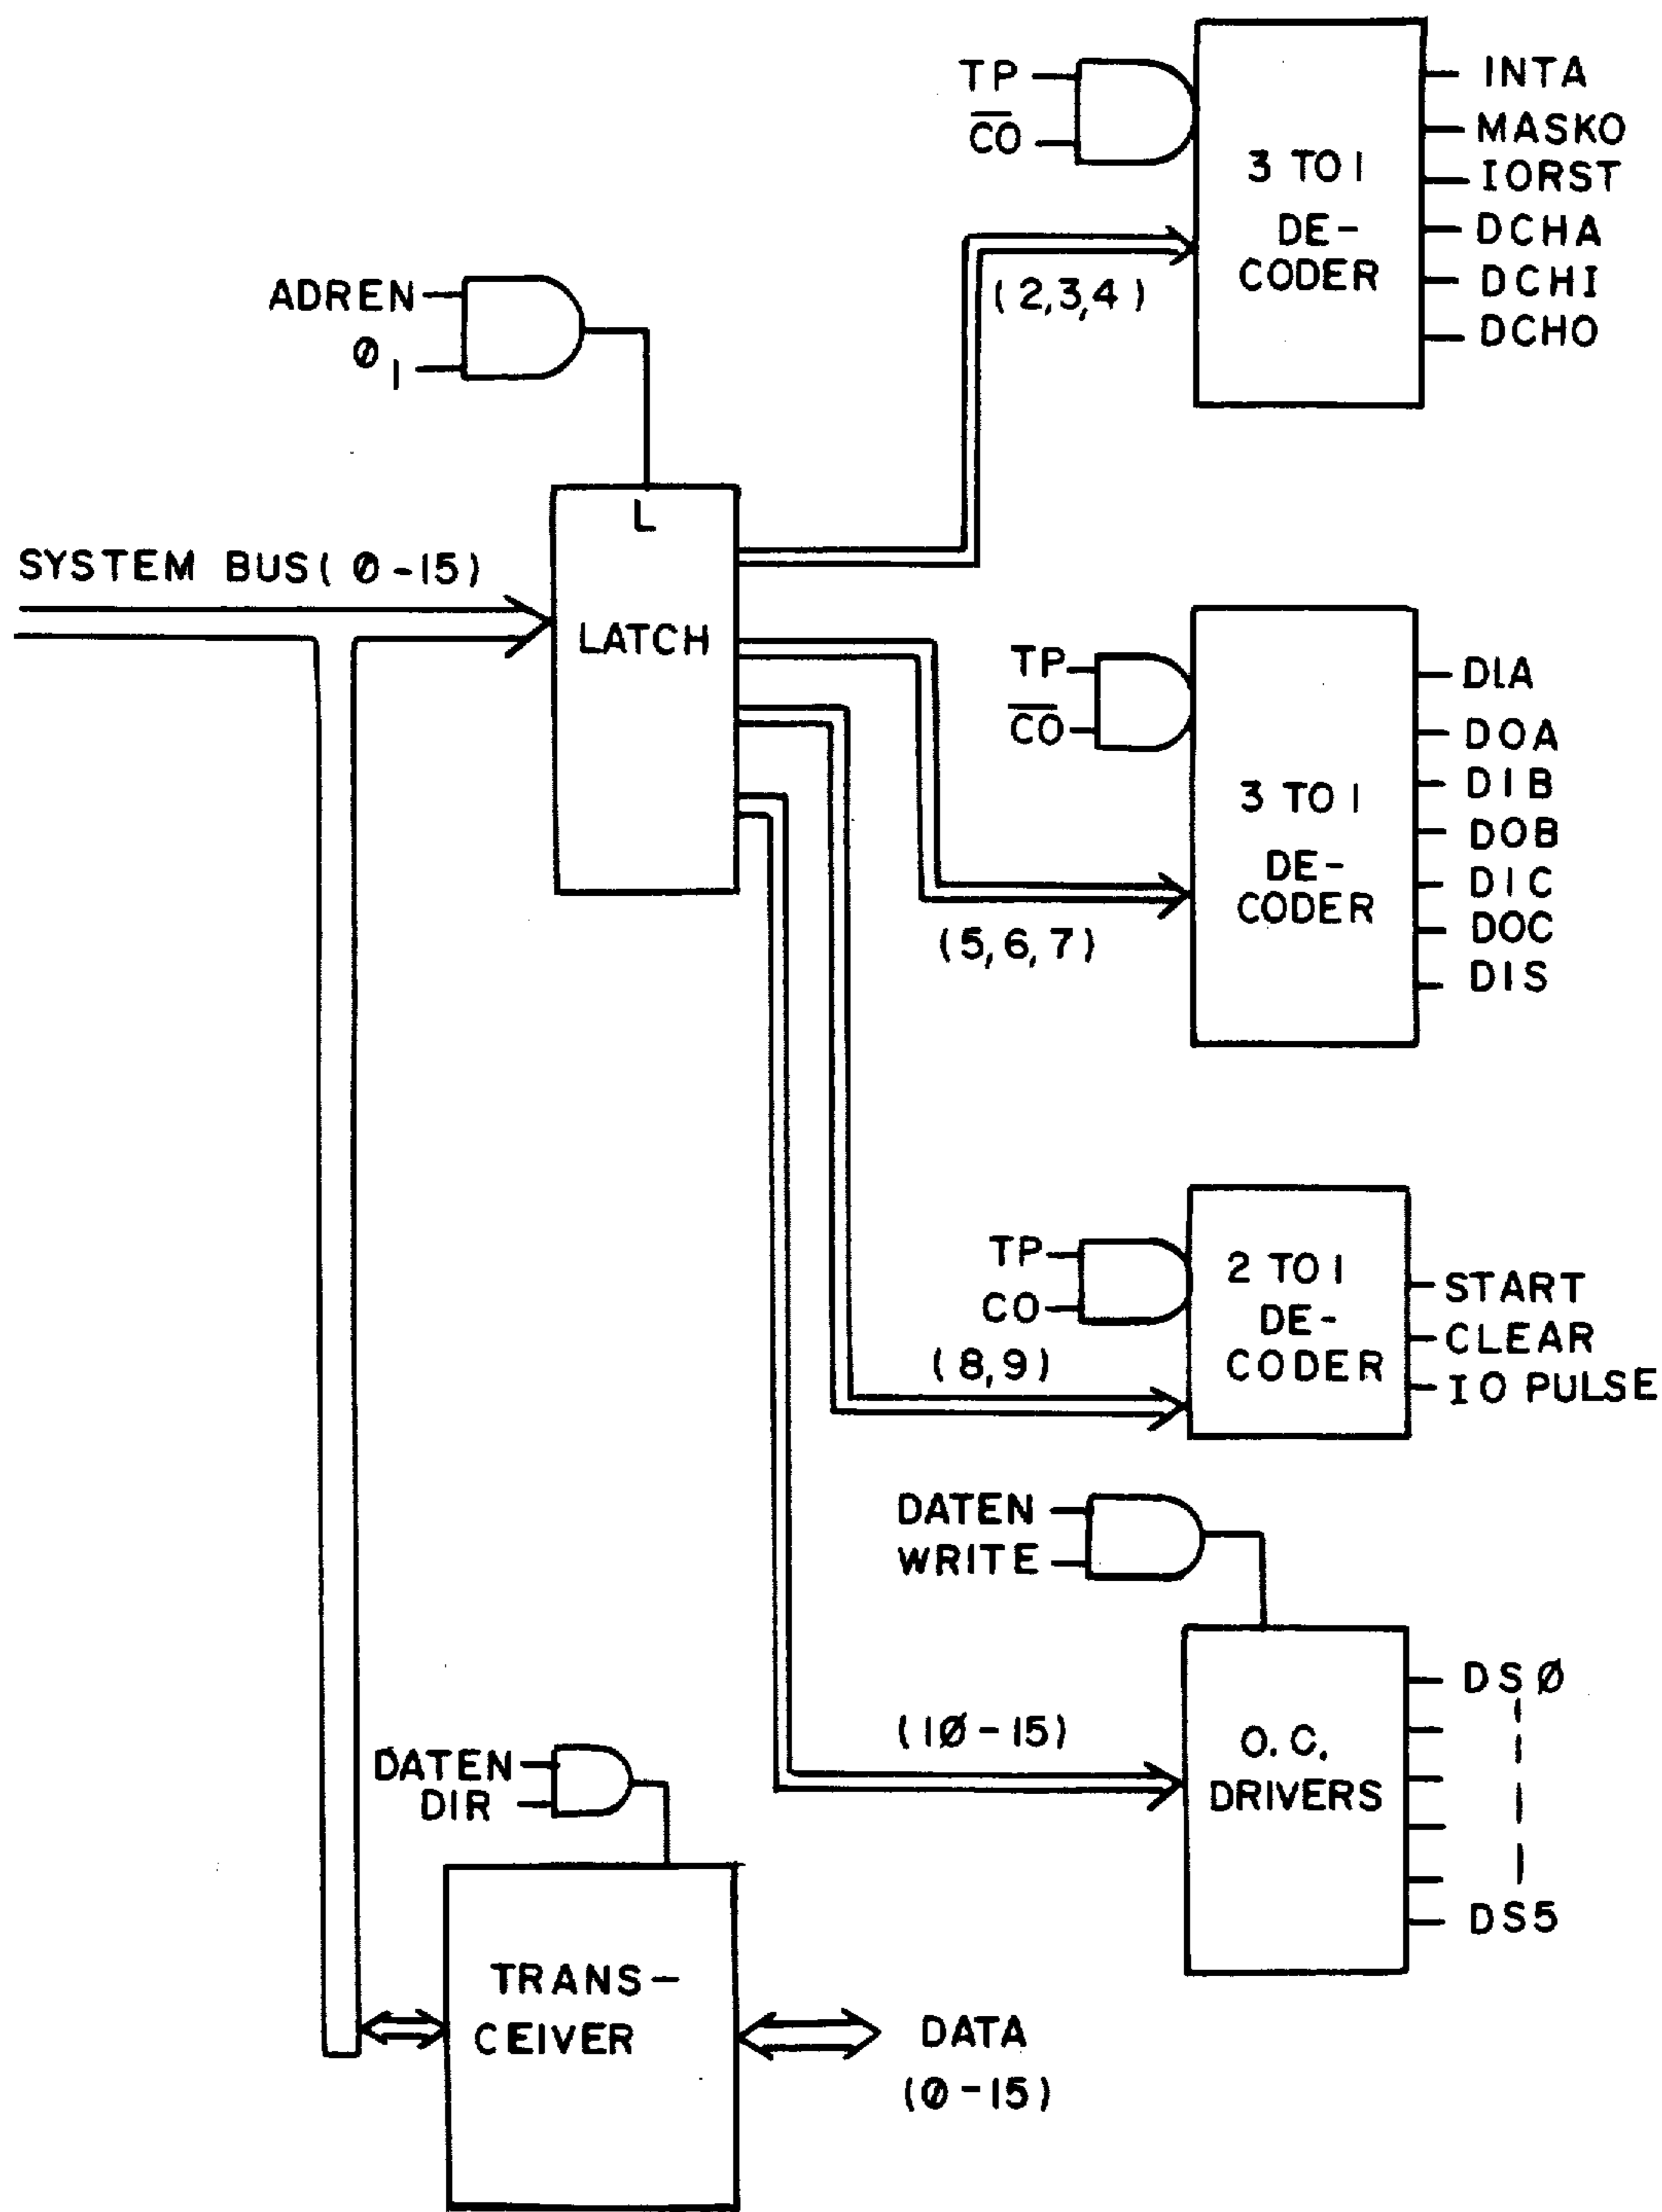 TP
C̅O̅
3 TO 1
DE-
CODER
INTA
MASKO
IORST
DCHA
DCHI
DCHO
(2,3,4)
ADREN
Ø1
L
LATCH
SYSTEM BUS(Ø-15)
TP
C̅O̅
3 TO 1
DE-
CODER
DIA
DOA
DIB
DOB
DIC
DOC
DIS
(5,6,7)
TP
CO
2 TO 1
DE-
CODER
START
CLEAR
IO PULSE
(8,9)
DATEN
WRITE
O.C.
DRIVERS
DSØ
DS5
(1Ø-15)
DATEN
DIR
TRANS-
CEIVER
DATA
(Ø-15)